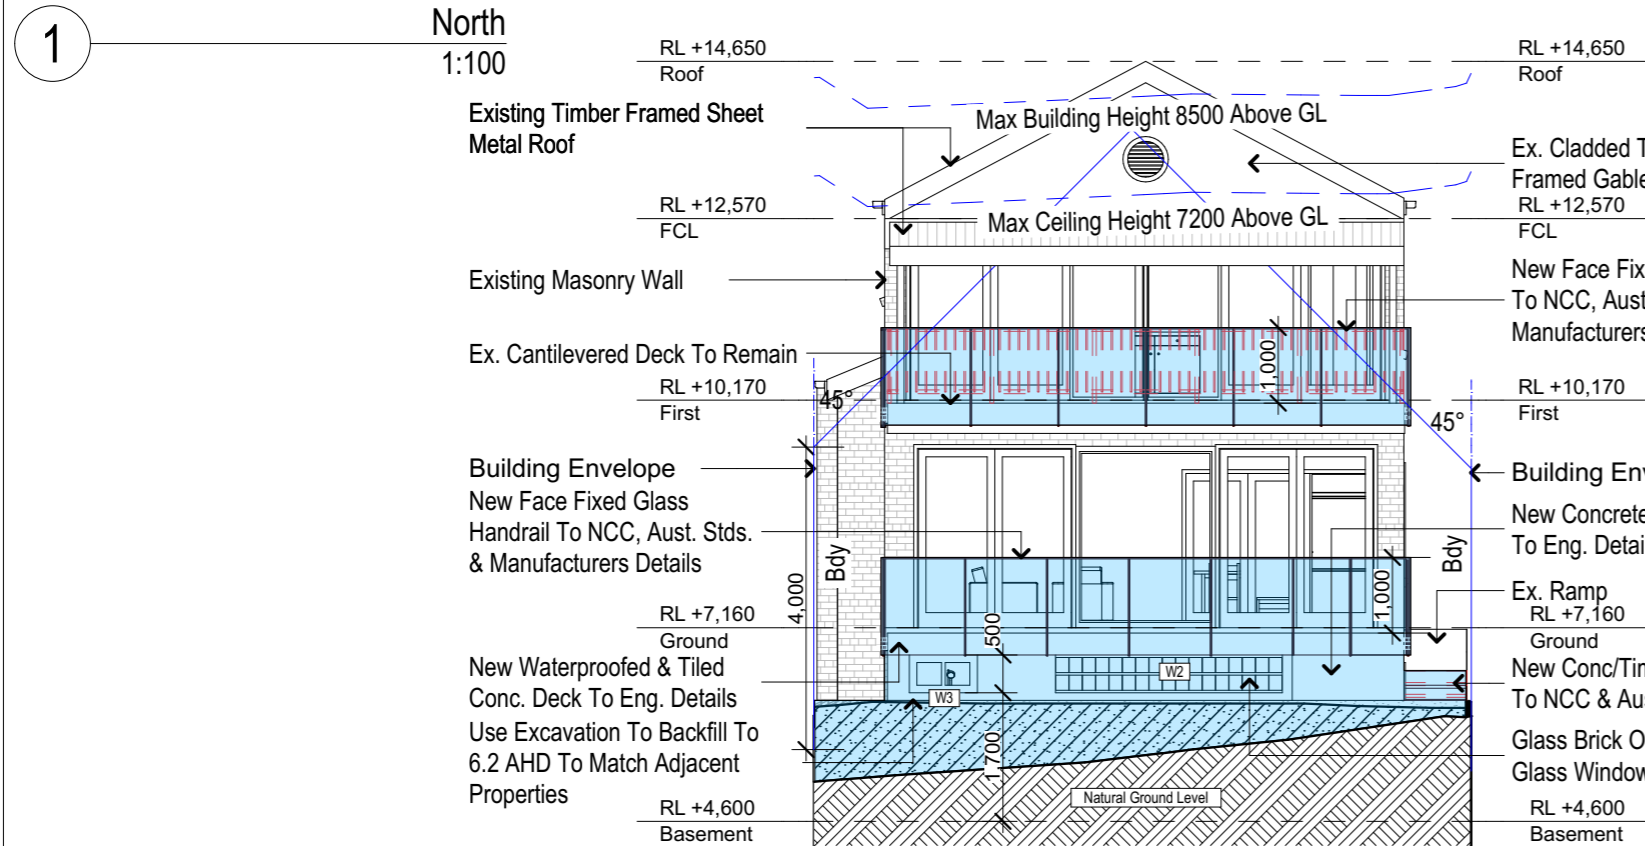 1
North
1:100
RL +14,650
Roof
RL +14,650
Roof
Existing Timber Framed Sheet
Metal Roof
Max Building Height 8500 Above GL
Ex. Cladded T
Framed Gable
RL +12,570
FCL
Max Ceiling Height 7200 Above GL
RL +12,570
FCL
Existing Masonry Wall
New Face Fix
To NCC, Aust
Manufacturers
Ex. Cantilevered Deck To Remain
1,000
RL +10,170
First
45°
45°
RL +10,170
First
Building Envelope
Building Env
New Face Fixed Glass
Handrail To NCC, Aust. Stds.
& Manufacturers Details
Bdy
4,000
Bdy
New Concrete
To Eng. Detai
1,000
Ex. Ramp
RL +7,160
Ground
500
RL +7,160
Ground
New Waterproofed & Tiled
Conc. Deck To Eng. Details
W3
W2
New Conc/Tim
To NCC & Aus
Use Excavation To Backfill To
6.2 AHD To Match Adjacent
Properties
1,700
Glass Brick O
Glass Window
Natural Ground Level
RL +4,600
Basement
RL +4,600
Basement